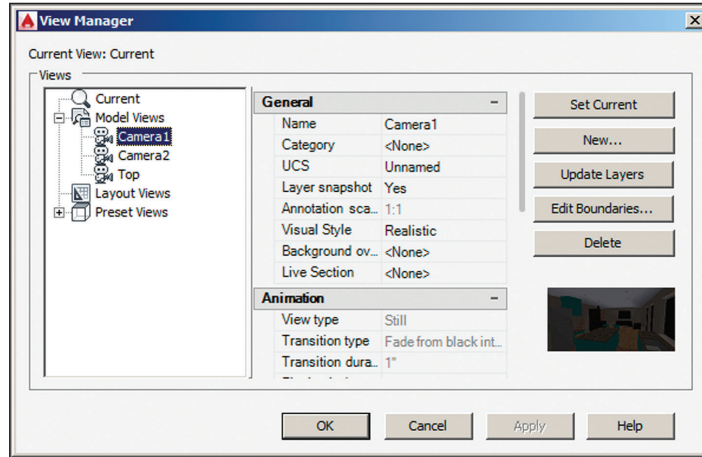 View Manager
Current View: Current
Views
Current
Model Views
Camera1
Camera2
Top
Layout Views
Preset Views
General
Name Camera1
Category <None>
UCS Unnamed
Layer snapshot Yes
Annotation sca... 1:1
Visual Style Realistic
Background ov... <None>
Live Section <None>
Animation
View type Still
Transition type Fade from black int...
Transition dura... 1"
Set Current
New...
Update Layers
Edit Boundaries...
Delete
OK Cancel Apply Help